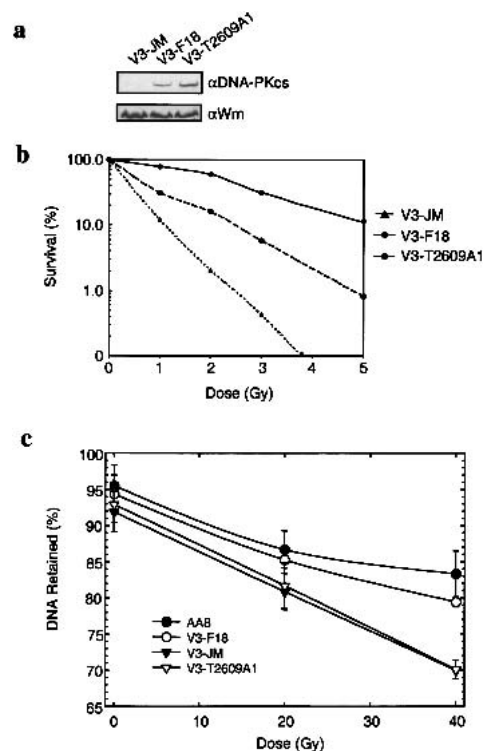 a
V3-JM
V3-F18
V3-T2609A1
αDNA-PKcs
αWm
b
100.0
10.0
1.0
0
Survival (%)
0 1 2 3 4 5
Dose (Gy)
V3-JM
V3-F18
V3-T2609A1
c
100
95
90
85
80
75
70
65
DNA Retained (%)
AA8
V3-F18
V3-JM
V3-T2609A1
0 20 40
Dose (Gy)